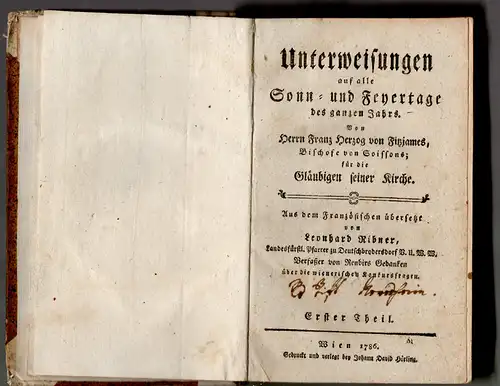 Unterweisungen
auf alle
Sonn- und Feyertage
des ganzen Jahrs.
Von
Herrn Franz Herzog von Fitzjames,
Bischofe von Soissons;
für die
Gläubigen seiner Kirche.
Aus dem Französischen übersetzt
von
Leonhard Ribner,
Landesfürstl. Pfarrer zu Deutschbrodersdorf V. U. W. W.
Verfasser von Ronbirs Gedanken
über die wienerischen Konkursfragen.
Erster Theil.
Wien 1786.
Gedruckt und verlegt bey Johann David Hörling.